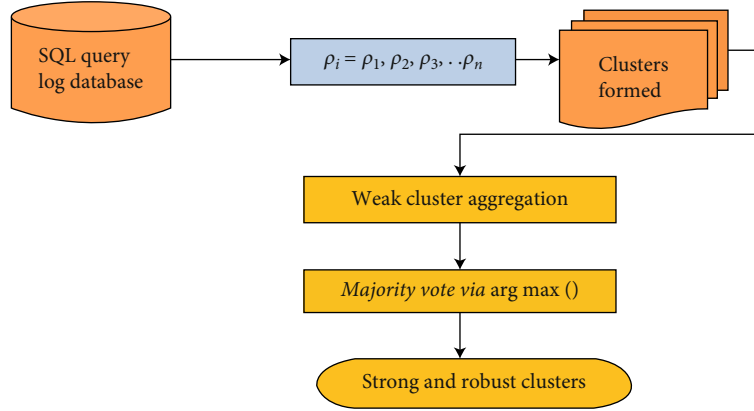 SQL query
log database
ρi = ρ1, ρ2, ρ3, . .ρn
Clusters
formed
Weak cluster aggregation
Majority vote via arg max ()
Strong and robust clusters